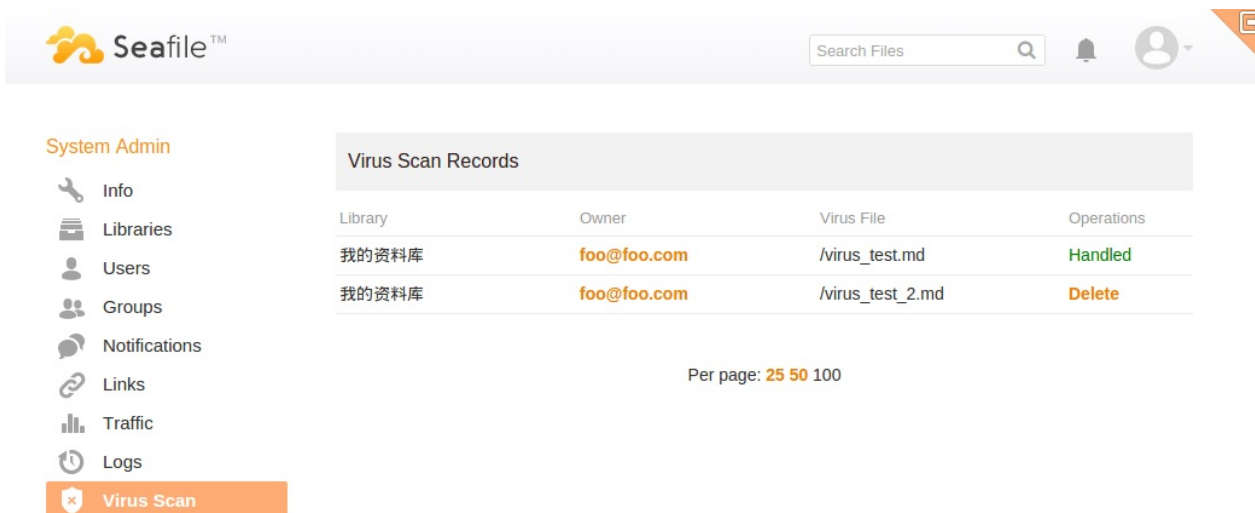 Seafile™
Search Files
System Admin
Info
Libraries
Users
Groups
Notifications
Links
Traffic
Logs
Virus Scan
Virus Scan Records
Library Owner Virus File Operations
我的资料库 foo@foo.com /virus_test.md Handled
我的资料库 foo@foo.com /virus_test_2.md Delete
Per page: 25 50 100